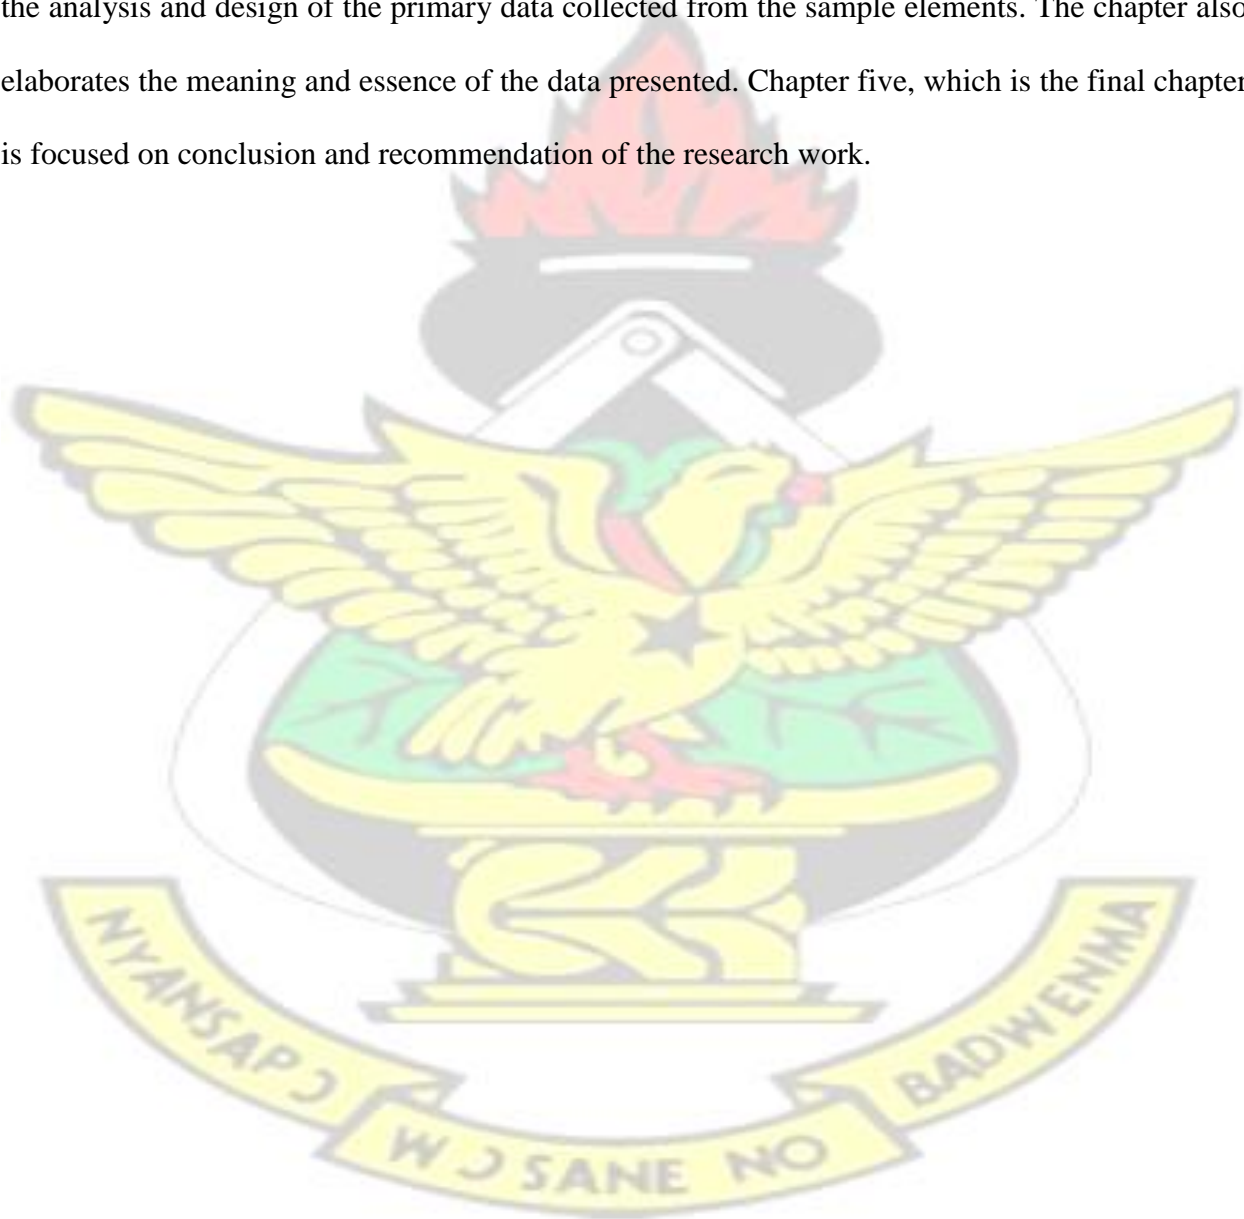 the analysis and design of the primary data collected from the sample elements. The chapter also
elaborates the meaning and essence of the data presented. Chapter five, which is the final chapter
is focused on conclusion and recommendation of the research work.
NYANSAPƆ
WƆSANE NO
BADWENMA